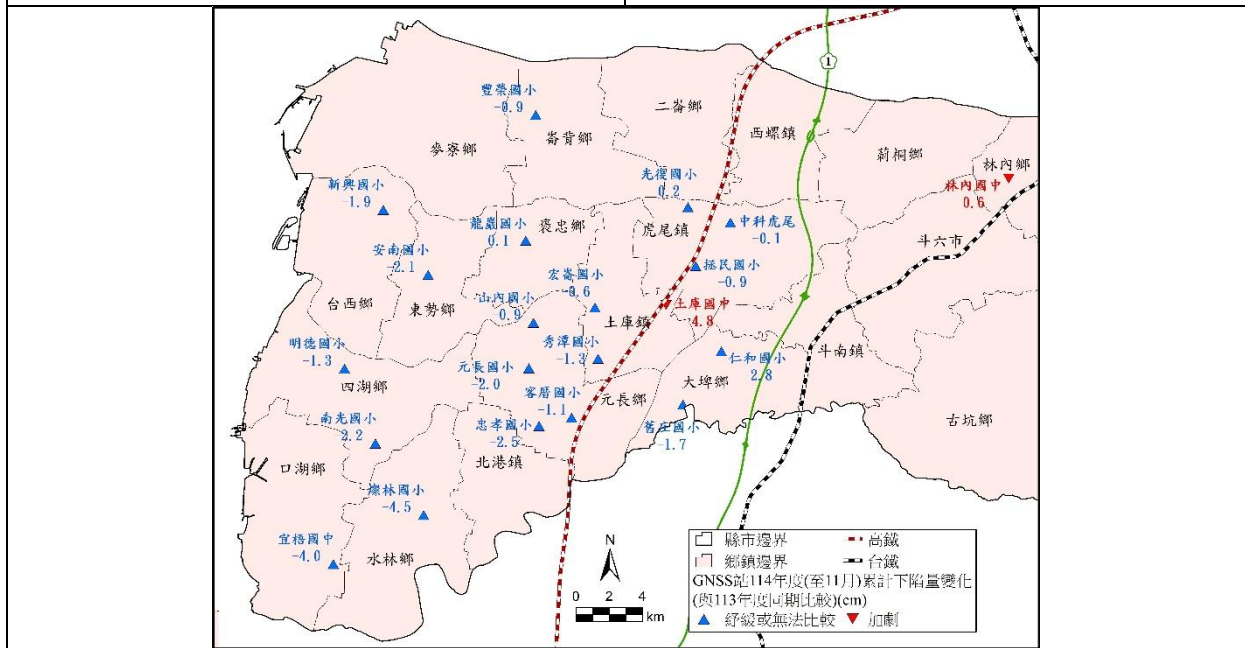 豐榮國小
-0.9
二崙鄉
1
西螺鎮
崙背鄉
麥寮鄉
莿桐鄉
林內鄉
光復國小
0.2
林內國中
0.6
新興國小
-1.9
龍巖國小
0.1
褒忠鄉
虎尾鎮
中科虎尾
-0.1
斗六市
安南國小
-2.1
宏崙國小
-0.6
拯民國小
-0.9
台西鄉
東勢鄉
山內國小
0.9
土庫鎮
土庫國中
4.8
明德國小
-1.3
秀潭國小
-1.3
斗南鎮
四湖鄉
元長國小
-2.0
仁和國小
2.8
大埤鄉
客厝國小
-1.1
元長鄉
南光國小
2.2
忠孝國小
-2.5
舊庄國小
-1.7
古坑鄉
口湖鄉
北港鎮
燦林國小
-4.5
宜梧國中
-4.0
水林鄉
N
0 2 4
km
縣市邊界
高鐵
鄉鎮邊界
台鐵
GNSS站114年度(至11月)累計下陷量變化
(與113年度同期比較)(cm)
紓緩或無法比較
加劇